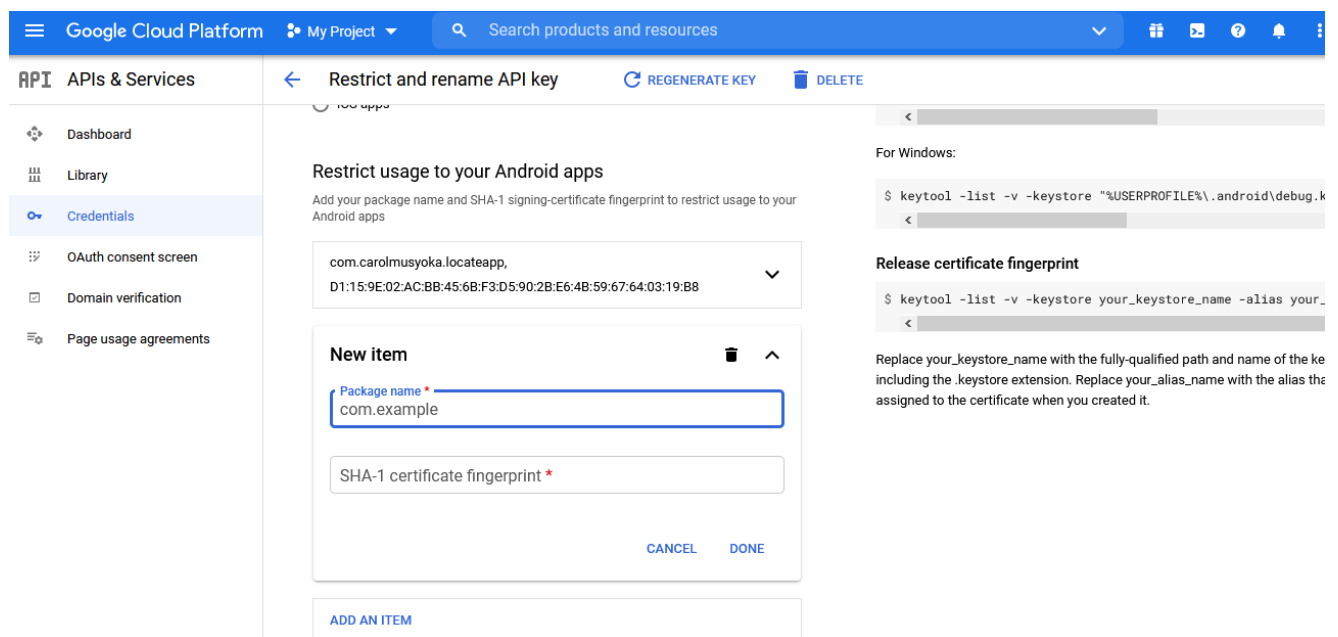 Google Cloud Platform
My Project
Search products and resources
API APIs & Services
Restrict and rename API key
REGENERATE KEY
DELETE
Dashboard
Library
Credentials
OAuth consent screen
Domain verification
Page usage agreements
iOS apps
Restrict usage to your Android apps
Add your package name and SHA-1 signing-certificate fingerprint to restrict usage to your
Android apps
com.carolmusyoka.locateapp,
D1:15:9E:02:AC:BB:45:6B:F3:D5:90:2B:E6:4B:59:67:64:03:19:B8
New item
Package name *
com.example
SHA-1 certificate fingerprint *
CANCEL
DONE
ADD AN ITEM
For Windows:
$ keytool -list -v -keystore "%USERPROFILE%\.android\debug.k
Release certificate fingerprint
$ keytool -list -v -keystore your_keystore_name -alias your_
Replace your_keystore_name with the fully-qualified path and name of the ke
including the .keystore extension. Replace your_alias_name with the alias tha
assigned to the certificate when you created it.